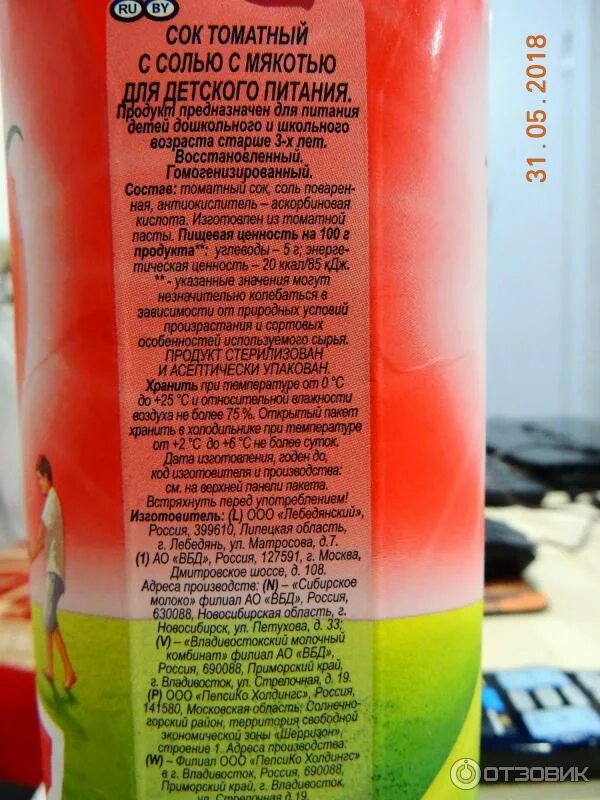 RU BY
СОК ТОМАТНЫЙ
С СОЛЬЮ С МЯКОТЬЮ
ДЛЯ ДЕТСКОГО ПИТАНИЯ.
Продукт предназначен для питания
детей дошкольного и школьного
возраста старше 3-х лет.
Восстановленный.
Гомогенизированный.
Состав: томатный сок, соль поварен-
ная, антиокислитель – аскорбиновая
кислота. Изготовлен из томатной
пасты. Пищевая ценность на 100 г
продукта**: углеводы – 5 г; энерге-
тическая ценность – 20 ккал/85 кДж.
** - указанные значения могут
незначительно колебаться в
зависимости от природных условий
произрастания и сортовых
особенностей используемого сырья.
ПРОДУКТ СТЕРИЛИЗОВАН
И АСЕПТИЧЕСКИ УПАКОВАН.
Хранить при температуре от 0 °С
до +25 °С и относительной влажности
воздуха не более 75 %. Открытый пакет
хранить в холодильнике при температуре
от +2 °С до +6 °С не более суток.
Дата изготовления, годен до,
код изготовителя и производства:
см. на верхней панели пакета.
Встряхнуть перед употреблением!
Изготовитель: (L) ООО «Лебедянский»,
Россия, 399610, Липецкая область,
г. Лебедянь, ул. Матросова, д.7.
(1) АО «ВБД», Россия, 127591, г. Москва,
Дмитровское шоссе, д. 108.
Адреса производств: (N) – «Сибирское
молоко» филиал АО «ВБД», Россия,
630088, Новосибирская область, г.
Новосибирск, ул. Петухова, д. 33;
(V) – «Владивостокский молочный
комбинат» филиал АО «ВБД»,
Россия, 690088, Приморский край,
г. Владивосток, ул. Стрелочная, д. 19.
(P) ООО «ПепсиКо Холдингс», Россия,
141580, Московская область; Солнечно-
горский район, территория свободной
экономической зоны «Шерризон»,
строение 1. Адреса производства:
(W) – Филиал ООО «ПепсиКо Холдингс»
в г. Владивосток, Россия, 690088,
Приморский край, г.
Владивосток, ул. Стрелочная д.19.
31.05.2018
ОТЗОВИК